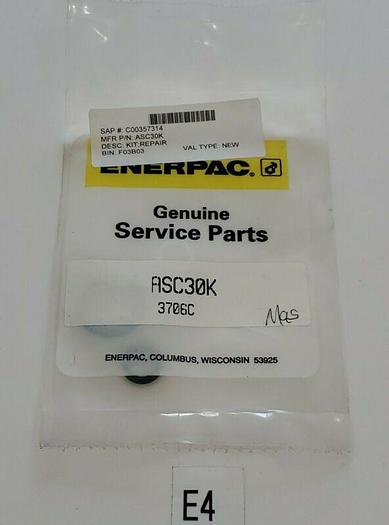 SAP #: C00357314
MFR P/N: ASC30K
DESC: KIT:REPAIR
BIN: F03B03 VAL TYPE: NEW
ENERPAC.
Genuine
Service Parts
ASC30K
3706C
ENERPAC, COLUMBUS, WISCONSIN 53925
E4